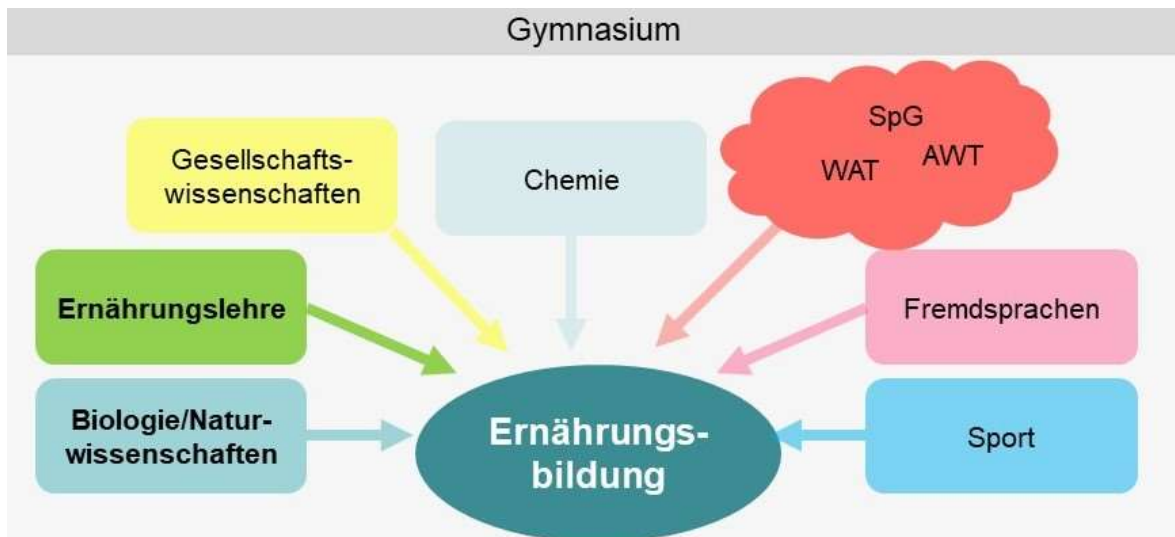 Gymnasium
SpG
WAT
AWT
Gesellschafts-
wissenschaften
Chemie
Ernährungslehre
Fremdsprachen
Biologie/Natur-
wissenschaften
Ernährungs-
bildung
Sport